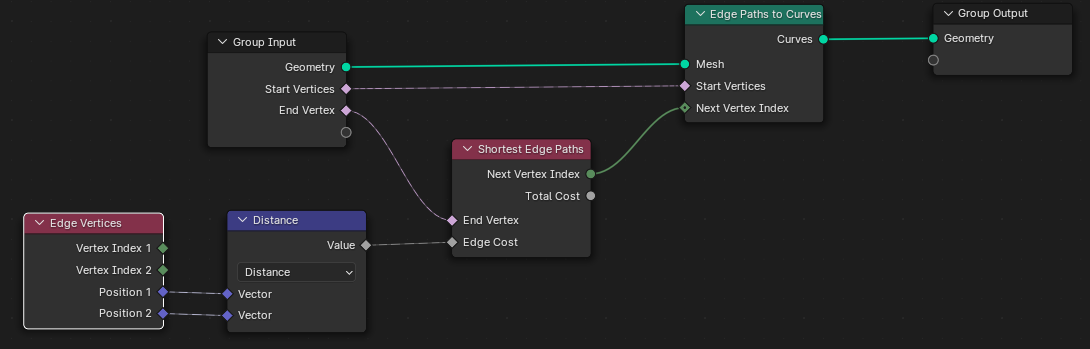 Group Input
Geometry
Start Vertices
End Vertex
Edge Paths to Curves
Curves
Mesh
Start Vertices
Next Vertex Index
Group Output
Geometry
Shortest Edge Paths
Next Vertex Index
Total Cost
End Vertex
Edge Cost
Edge Vertices
Vertex Index 1
Vertex Index 2
Position 1
Position 2
Distance
Value
Distance
Vector
Vector